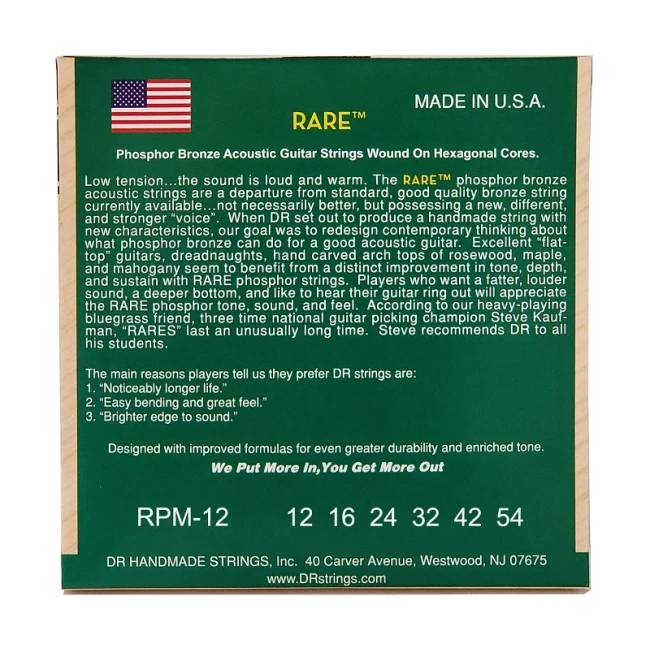 MADE IN U.S.A.
RARE™
Phosphor Bronze Acoustic Guitar Strings Wound On Hexagonal Cores.
Low tension...the sound is loud and warm. The RARE™ phosphor bronze
acoustic strings are a departure from standard, good quality bronze string
currently available...not necessarily better, but possessing a new, different,
and stronger “voice”. When DR set out to produce a handmade string with
new characteristics, our goal was to redesign contemporary thinking about
what phosphor bronze can do for a good acoustic guitar. Excellent “flat-
top” guitars, dreadnaughts, hand carved arch tops of rosewood, maple,
and mahogany seem to benefit from a distinct improvement in tone, depth,
and sustain with RARE phosphor strings. Players who want a fatter, louder
sound, a deeper bottom, and like to hear their guitar ring out will appreciate
the RARE phosphor tone, sound, and feel. According to our heavy-playing
bluegrass friend, three time national guitar picking champion Steve Kauf-
man, “RARES” last an unusually long time. Steve recommends DR to all
his students.
The main reasons players tell us they prefer DR strings are:
1. “Noticeably longer life.”
2. “Easy bending and great feel.”
3. “Brighter edge to sound.”
Designed with improved formulas for even greater durability and enriched tone.
We Put More In,You Get More Out
RPM-12 12 16 24 32 42 54
DR HANDMADE STRINGS, Inc. 40 Carver Avenue, Westwood, NJ 07675
www.DRstrings.com